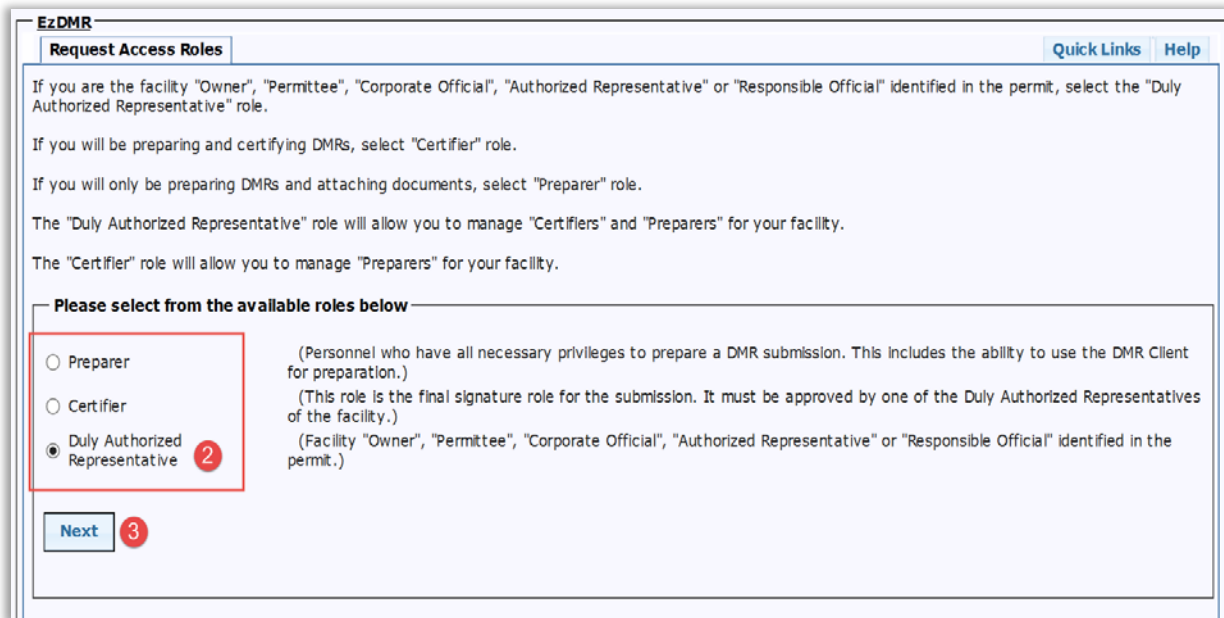 EzDMR
Request Access Roles
Quick Links
Help
If you are the facility "Owner", "Permittee", "Corporate Official", "Authorized Representative" or "Responsible Official" identified in the permit, select the "Duly
Authorized Representative" role.
If you will be preparing and certifying DMRs, select "Certifier" role.
If you will only be preparing DMRs and attaching documents, select "Preparer" role.
The "Duly Authorized Representative" role will allow you to manage "Certifiers" and "Preparers" for your facility.
The "Certifier" role will allow you to manage "Preparers" for your facility.
Please select from the available roles below
Preparer
(Personnel who have all necessary privileges to prepare a DMR submission. This includes the ability to use the DMR Client
for preparation.)
Certifier
(This role is the final signature role for the submission. It must be approved by one of the Duly Authorized Representatives
of the facility.)
Duly Authorized
Representative
2
(Facility "Owner", "Permittee", "Corporate Official", "Authorized Representative" or "Responsible Official" identified in the
permit.)
Next
3